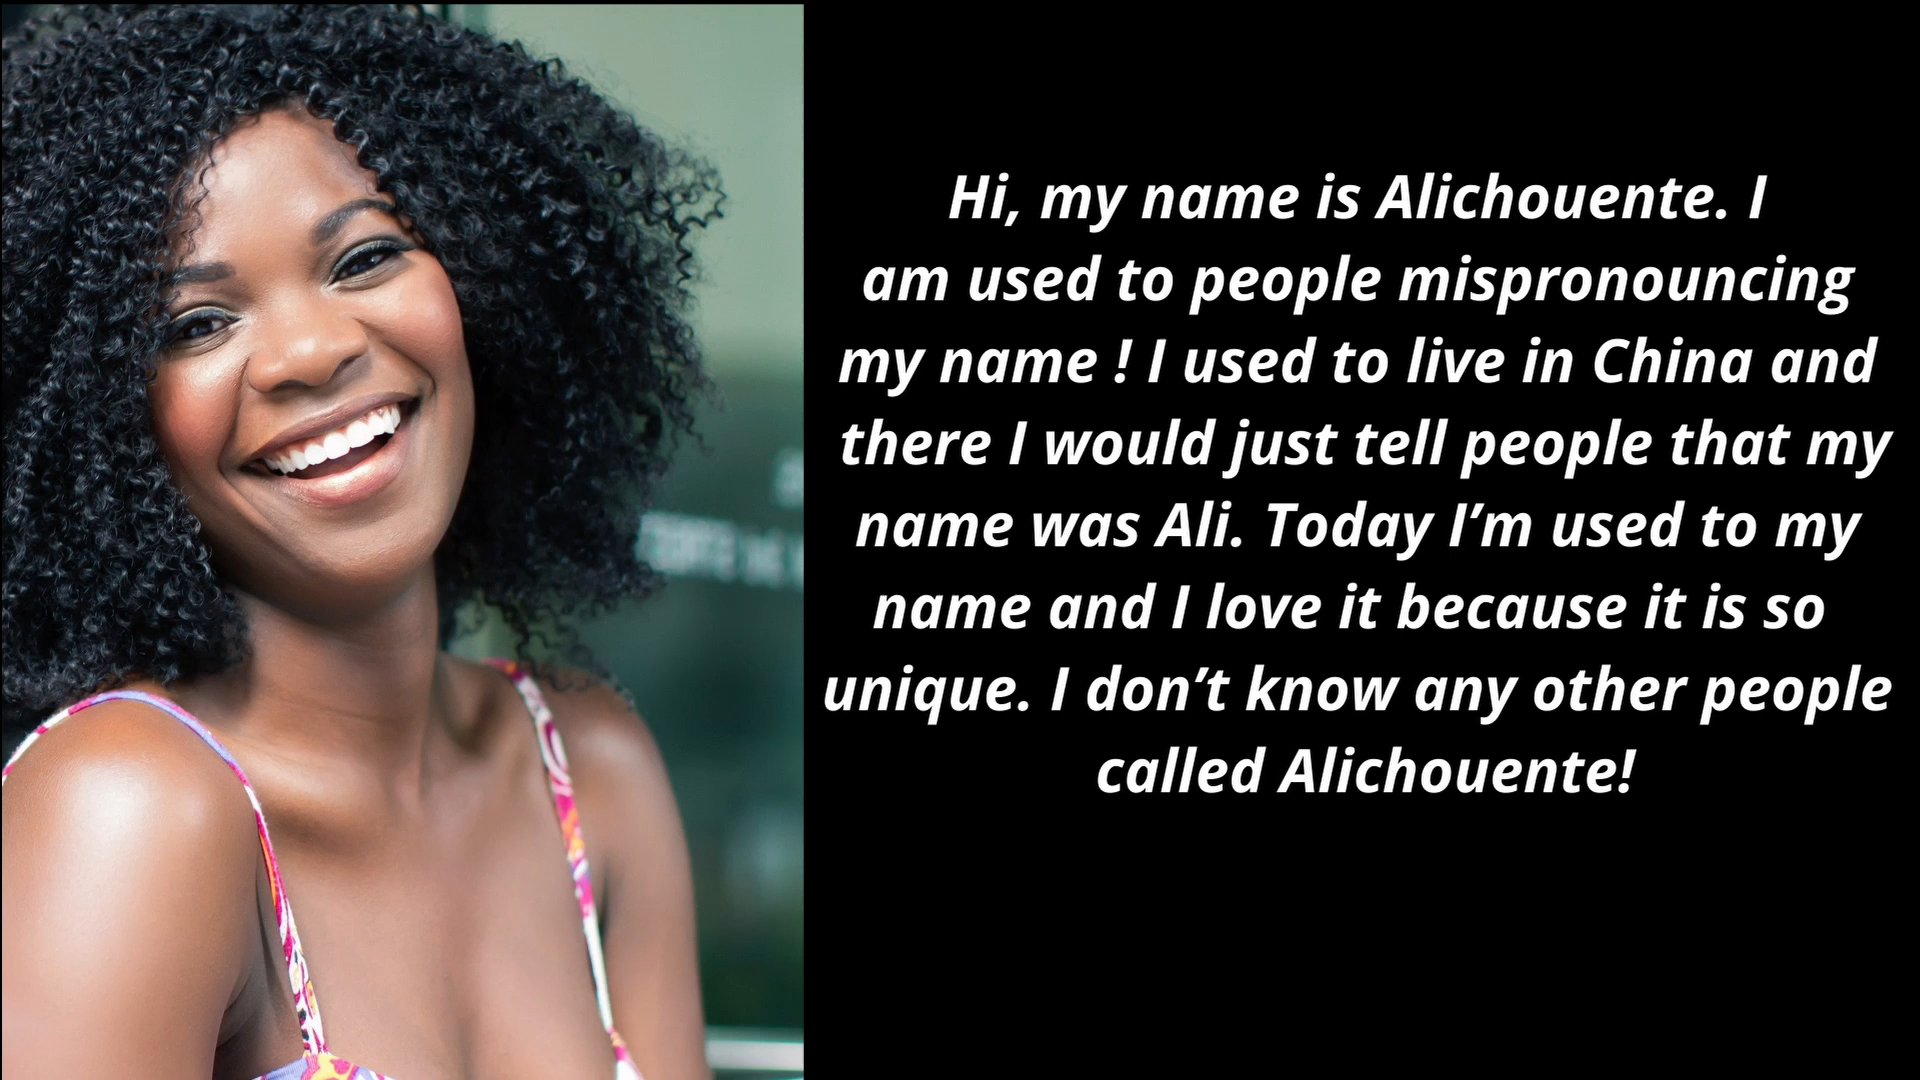 Hi, my name is Alichouente. I
am used to people mispronouncing
my name ! I used to live in China and
there I would just tell people that my
name was Ali. Today I’m used to my
name and I love it because it is so
unique. I don’t know any other people
called Alichouente!